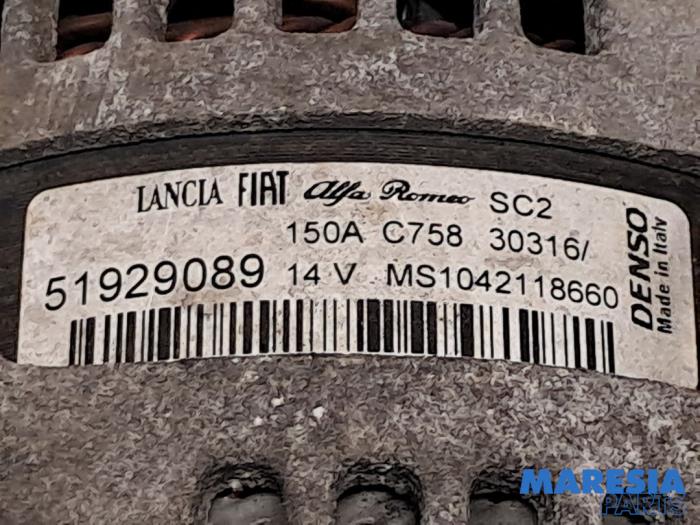 LANCIA FIAT Alfa Romeo SC2
150A C758 30316/
51929089 14 V MS1042118660
DENSO
Made in Italy
MARESIA
PARTS